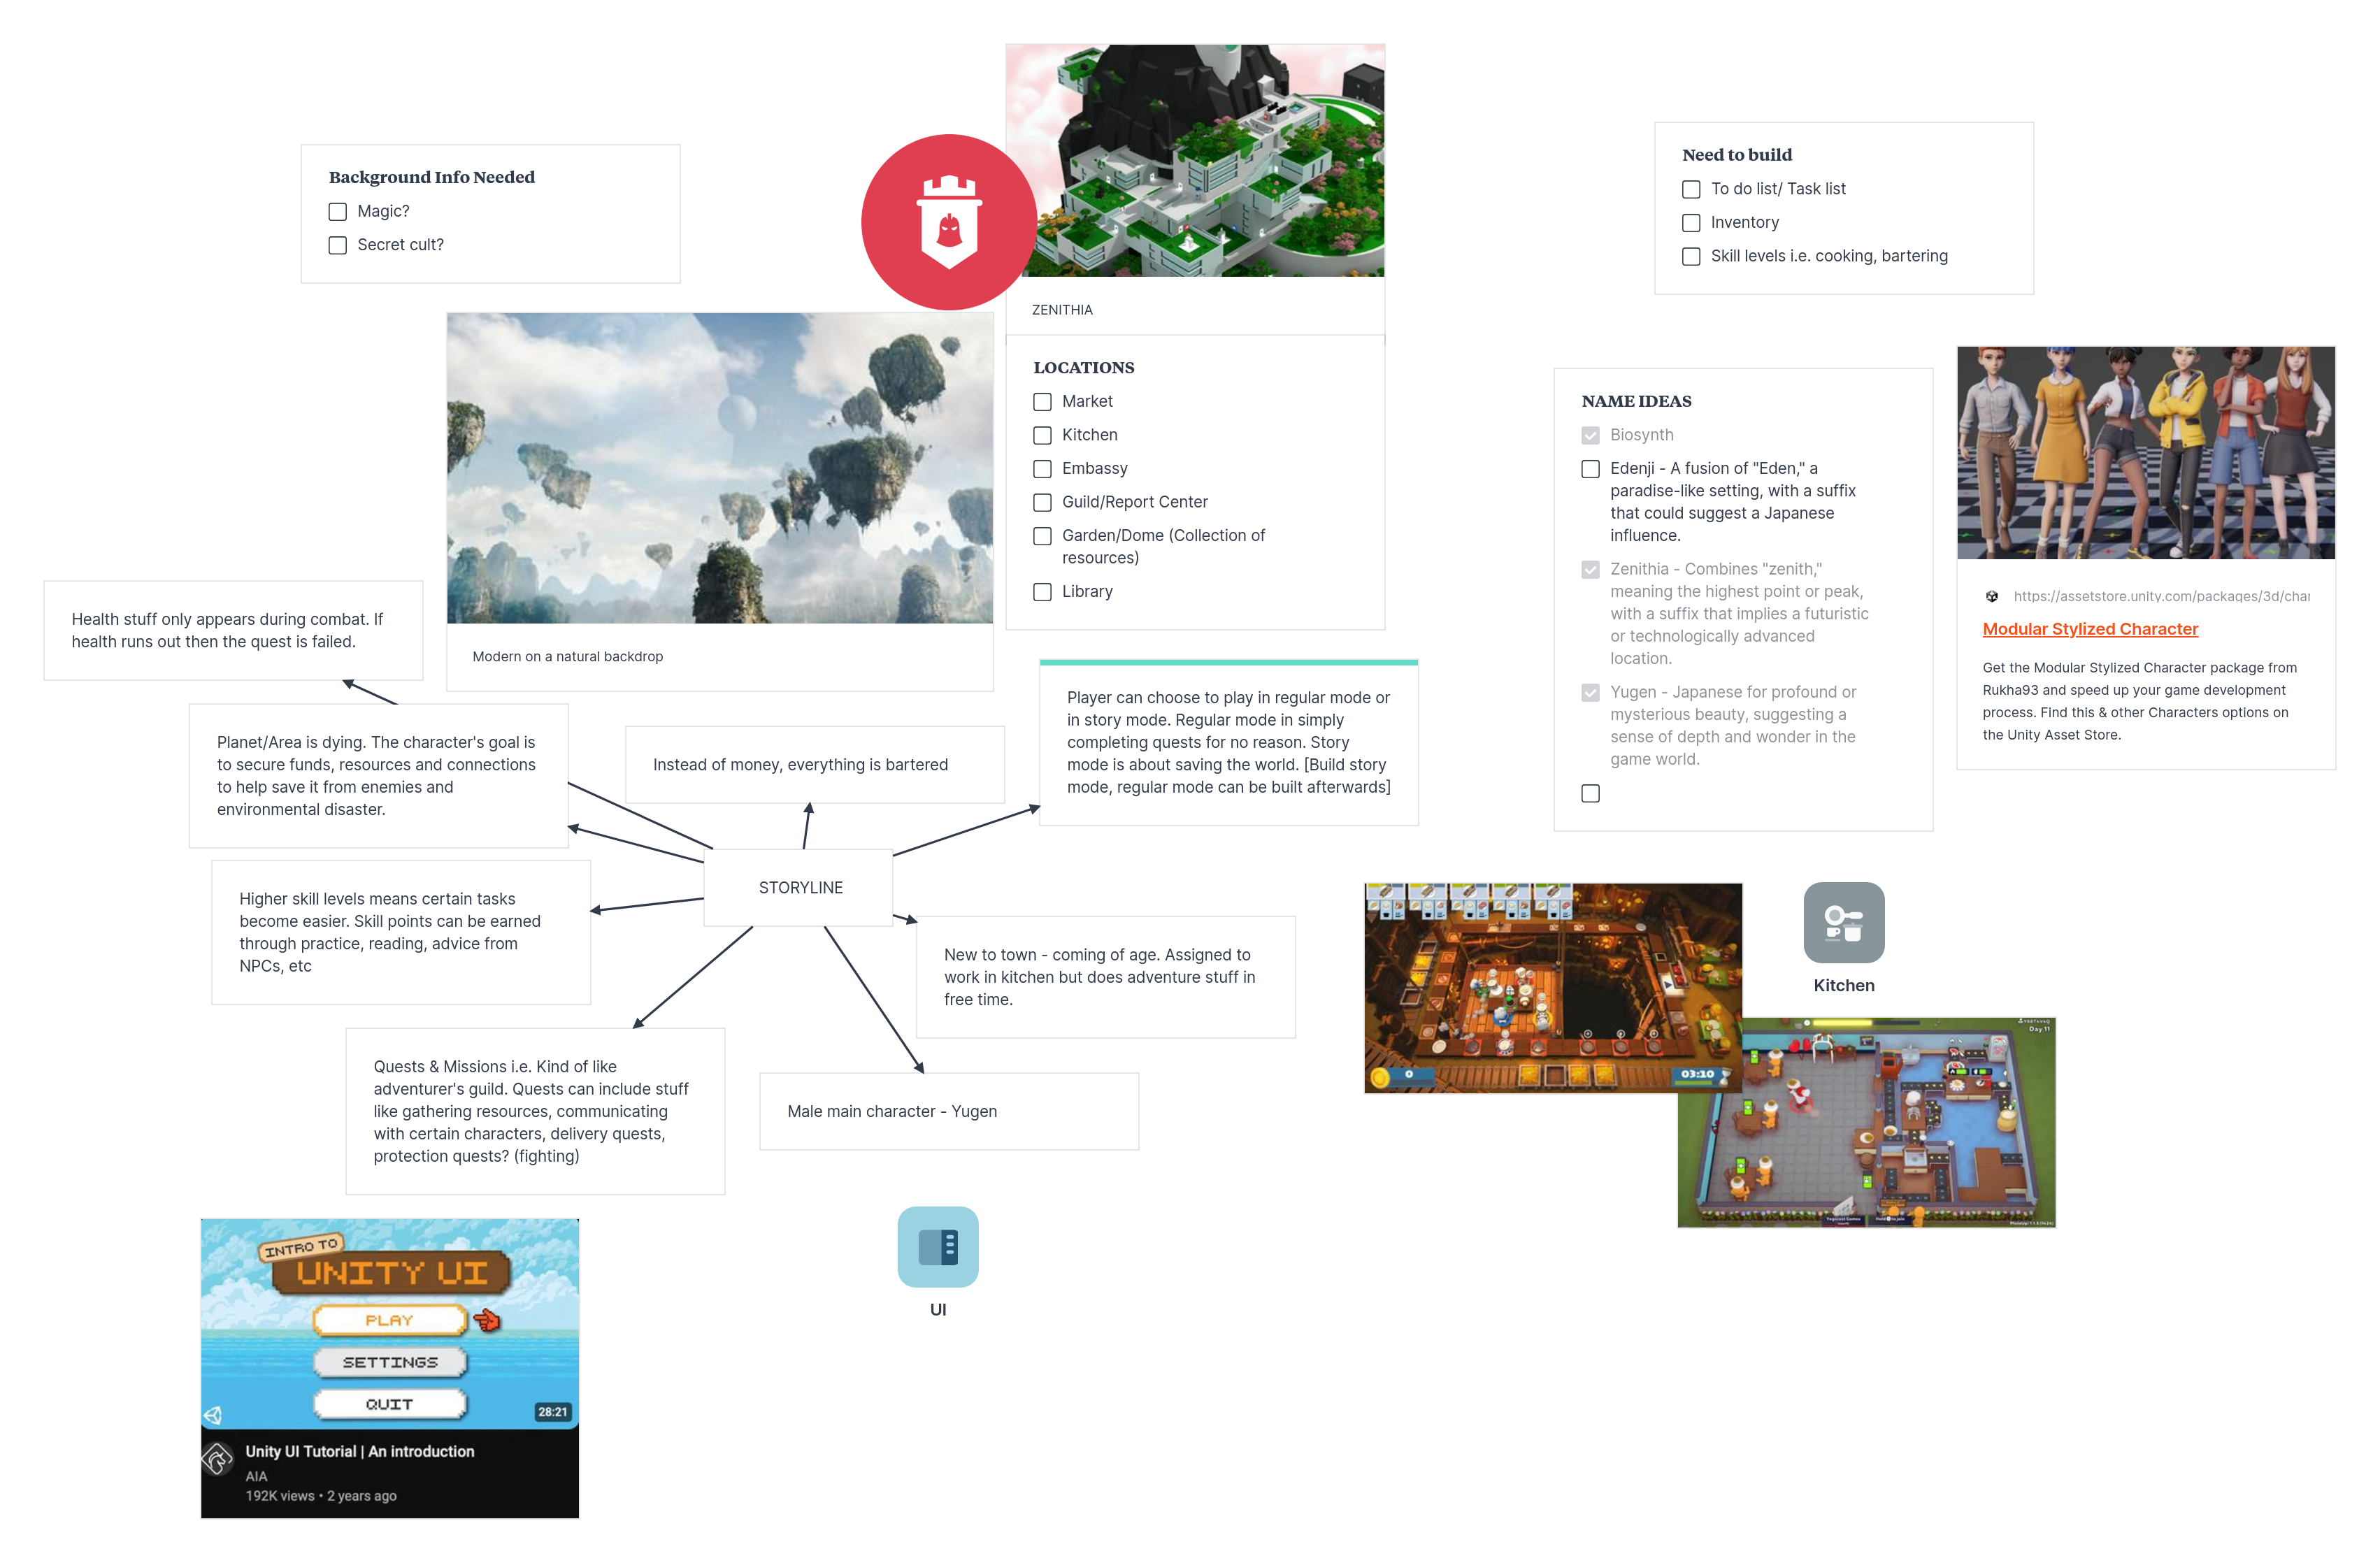 Background Info Needed
Magic?
Secret cult?
ZENITHIA
LOCATIONS
Market
Kitchen
Embassy
Guild/Report Center
Garden/Dome (Collection of
resources)
Library
Need to build
To do list/ Task list
Inventory
Skill levels i.e. cooking, bartering
NAME IDEAS
Biosynth
Edenji - A fusion of "Eden," a
paradise-like setting, with a suffix
that could suggest a Japanese
influence.
Zenithia - Combines "zenith,"
meaning the highest point or peak,
with a suffix that implies a futuristic
or technologically advanced
location.
Yugen - Japanese for profound or
mysterious beauty, suggesting a
sense of depth and wonder in the
game world.
https://assetstore.unity.com/packages/3d/char
Modular Stylized Character
Get the Modular Stylized Character package from
Rukha93 and speed up your game development
process. Find this & other Characters options on
the Unity Asset Store.
Modern on a natural backdrop
Health stuff only appears during combat. If
health runs out then the quest is failed.
Planet/Area is dying. The character's goal is
to secure funds, resources and connections
to help save it from enemies and
environmental disaster.
Instead of money, everything is bartered
Player can choose to play in regular mode or
in story mode. Regular mode in simply
completing quests for no reason. Story
mode is about saving the world. [Build story
mode, regular mode can be built afterwards]
STORYLINE
Higher skill levels means certain tasks
become easier. Skill points can be earned
through practice, reading, advice from
NPCs, etc
New to town - coming of age. Assigned to
work in kitchen but does adventure stuff in
free time.
Quests & Missions i.e. Kind of like
adventurer's guild. Quests can include stuff
like gathering resources, communicating
with certain characters, delivery quests,
protection quests? (fighting)
Male main character - Yugen
0
03:10
Kitchen
Day 11
UI
INTRO TO
UNITY UI
PLAY
SETTINGS
QUIT
28:21
Unity UI Tutorial | An introduction
AIA
192K views • 2 years ago